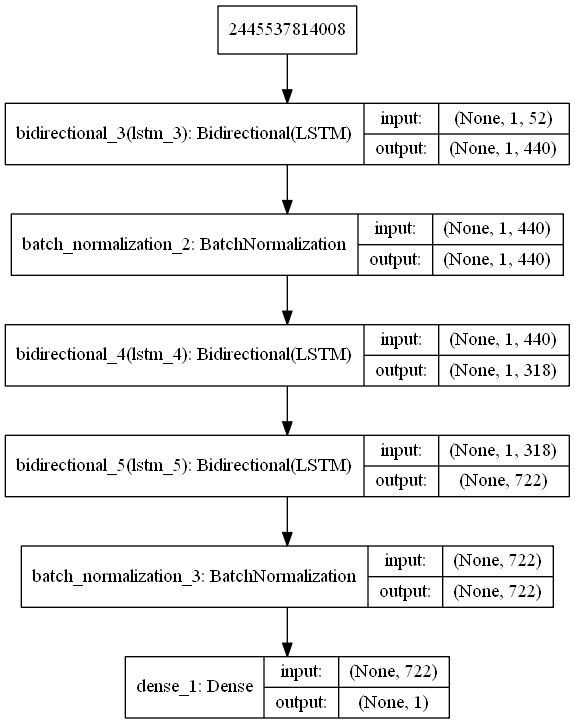 2445537814008
bidirectional_3(lstm_3): Bidirectional(LSTM)
input: (None, 1, 52)
output: (None, 1, 440)
batch_normalization_2: BatchNormalization
input: (None, 1, 440)
output: (None, 1, 440)
bidirectional_4(lstm_4): Bidirectional(LSTM)
input: (None, 1, 440)
output: (None, 1, 318)
bidirectional_5(lstm_5): Bidirectional(LSTM)
input: (None, 1, 318)
output: (None, 722)
batch_normalization_3: BatchNormalization
input: (None, 722)
output: (None, 722)
dense_1: Dense
input: (None, 722)
output: (None, 1)